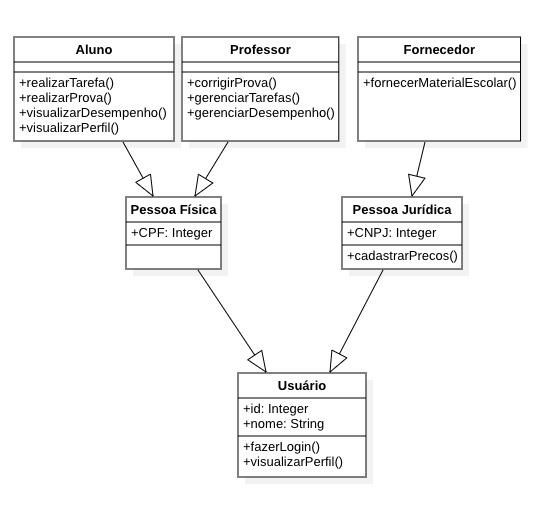 Aluno
+realizarTarefa()
+realizarProva()
+visualizarDesempenho()
+visualizarPerfil()
Professor
+corrigirProva()
+gerenciarTarefas()
+gerenciarDesempenho()
Fornecedor
+fornecerMaterialEscolar()
Pessoa Física
+CPF: Integer
Pessoa Jurídica
+CNPJ: Integer
+cadastrarPrecos()
Usuário
+id: Integer
+nome: String
+fazerLogin()
+visualizarPerfil()